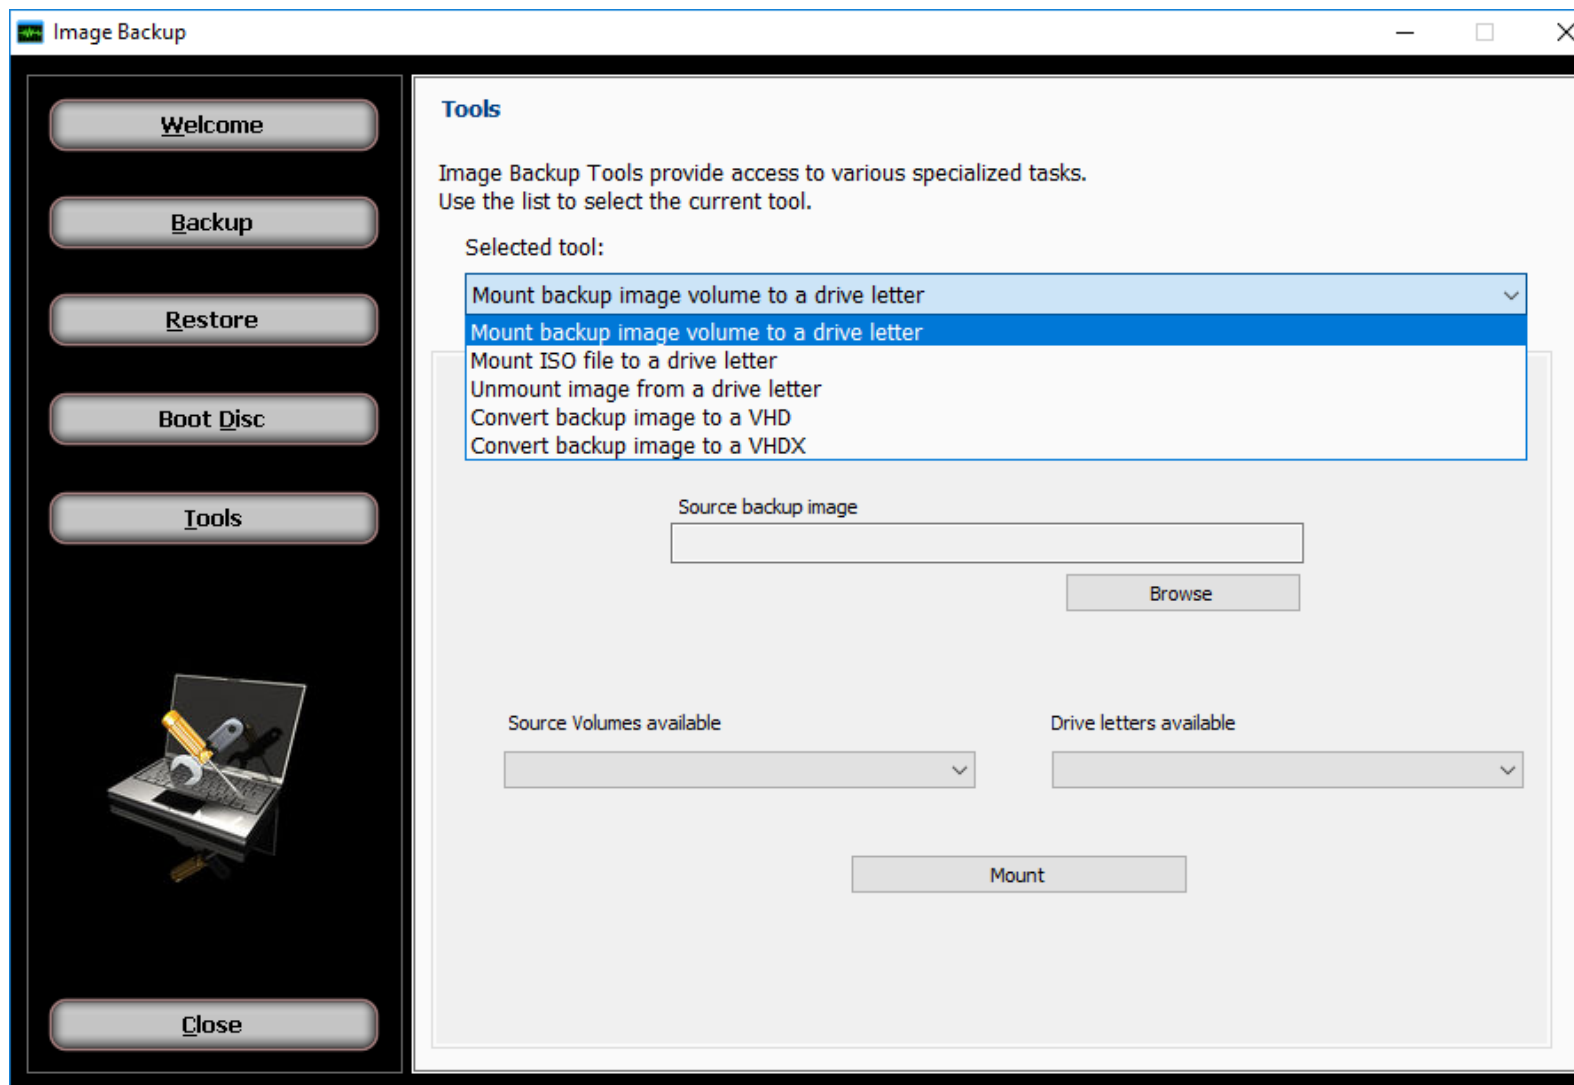 Image Backup
Welcome
Backup
Restore
Boot Disc
Tools
Close
Tools
Image Backup Tools provide access to various specialized tasks.
Use the list to select the current tool.
Selected tool:
Mount backup image volume to a drive letter
Mount backup image volume to a drive letter
Mount ISO file to a drive letter
Unmount image from a drive letter
Convert backup image to a VHD
Convert backup image to a VHDX
Source backup image
Browse
Source Volumes available
Drive letters available
Mount